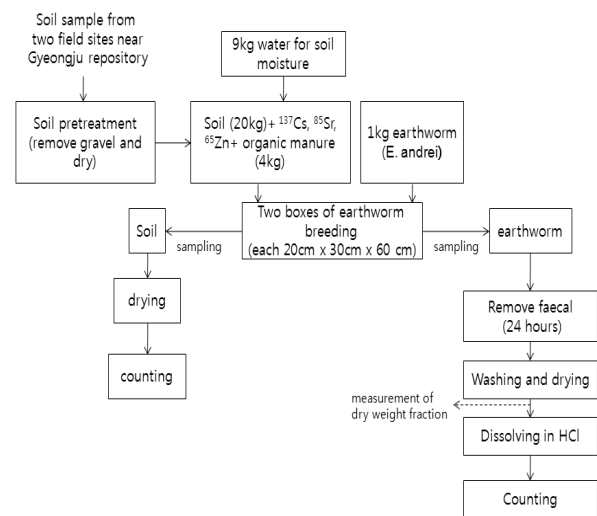 Soil sample from
two field sites near
Gyeongju repository
9kg water for soil
moisture
Soil pretreatment
(remove gravel and
dry)
Soil (20kg)+ ¹³⁷Cs, ⁸⁵Sr,
⁶⁵Zn+ organic manure
(4kg)
1kg earthworm
(E. andrei)
Two boxes of earthworm
breeding
(each 20cm x 30cm x 60 cm)
Soil
sampling
sampling
earthworm
drying
counting
Remove faecal
(24 hours)
Washing and drying
measurement of
dry weight fraction
Dissolving in HCl
Counting